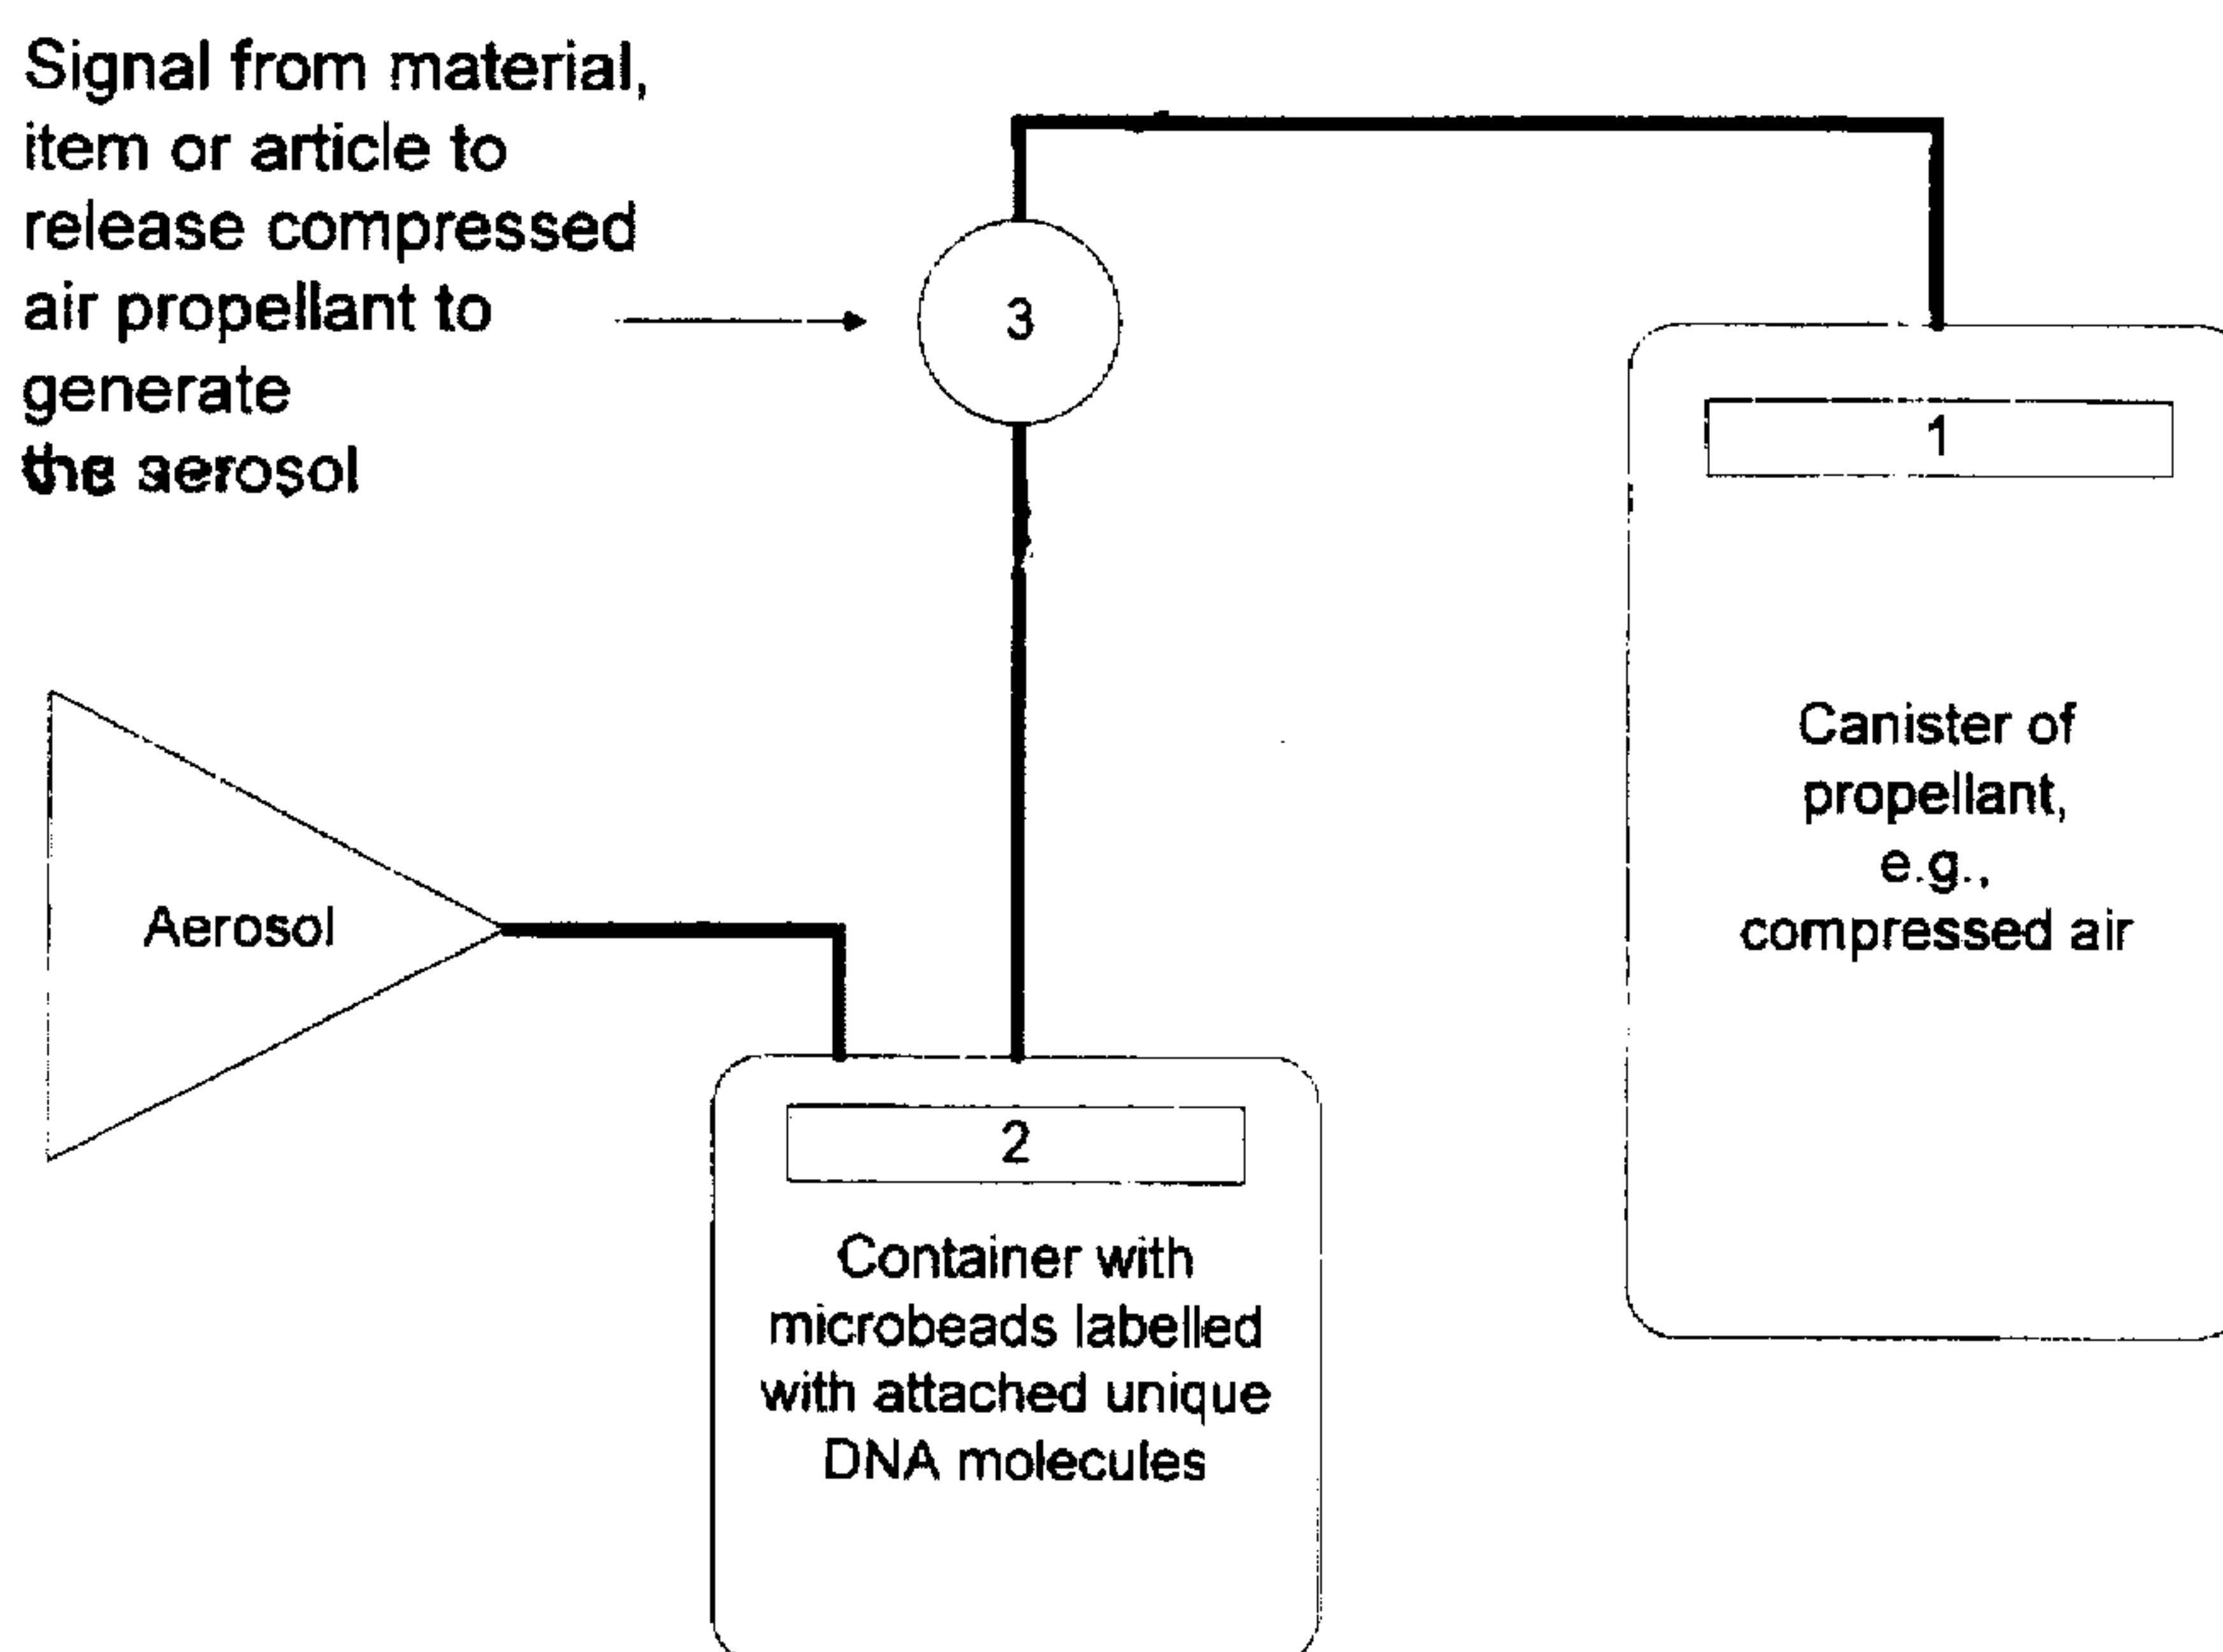 Signal from material,
item or article to
release compressed
air propellant to
generate
the aerosol
3
1
Canister of
propellant,
e.g.,
compressed air
Aerosol
2
Container with
microbeads labelled
with attached unique
DNA molecules